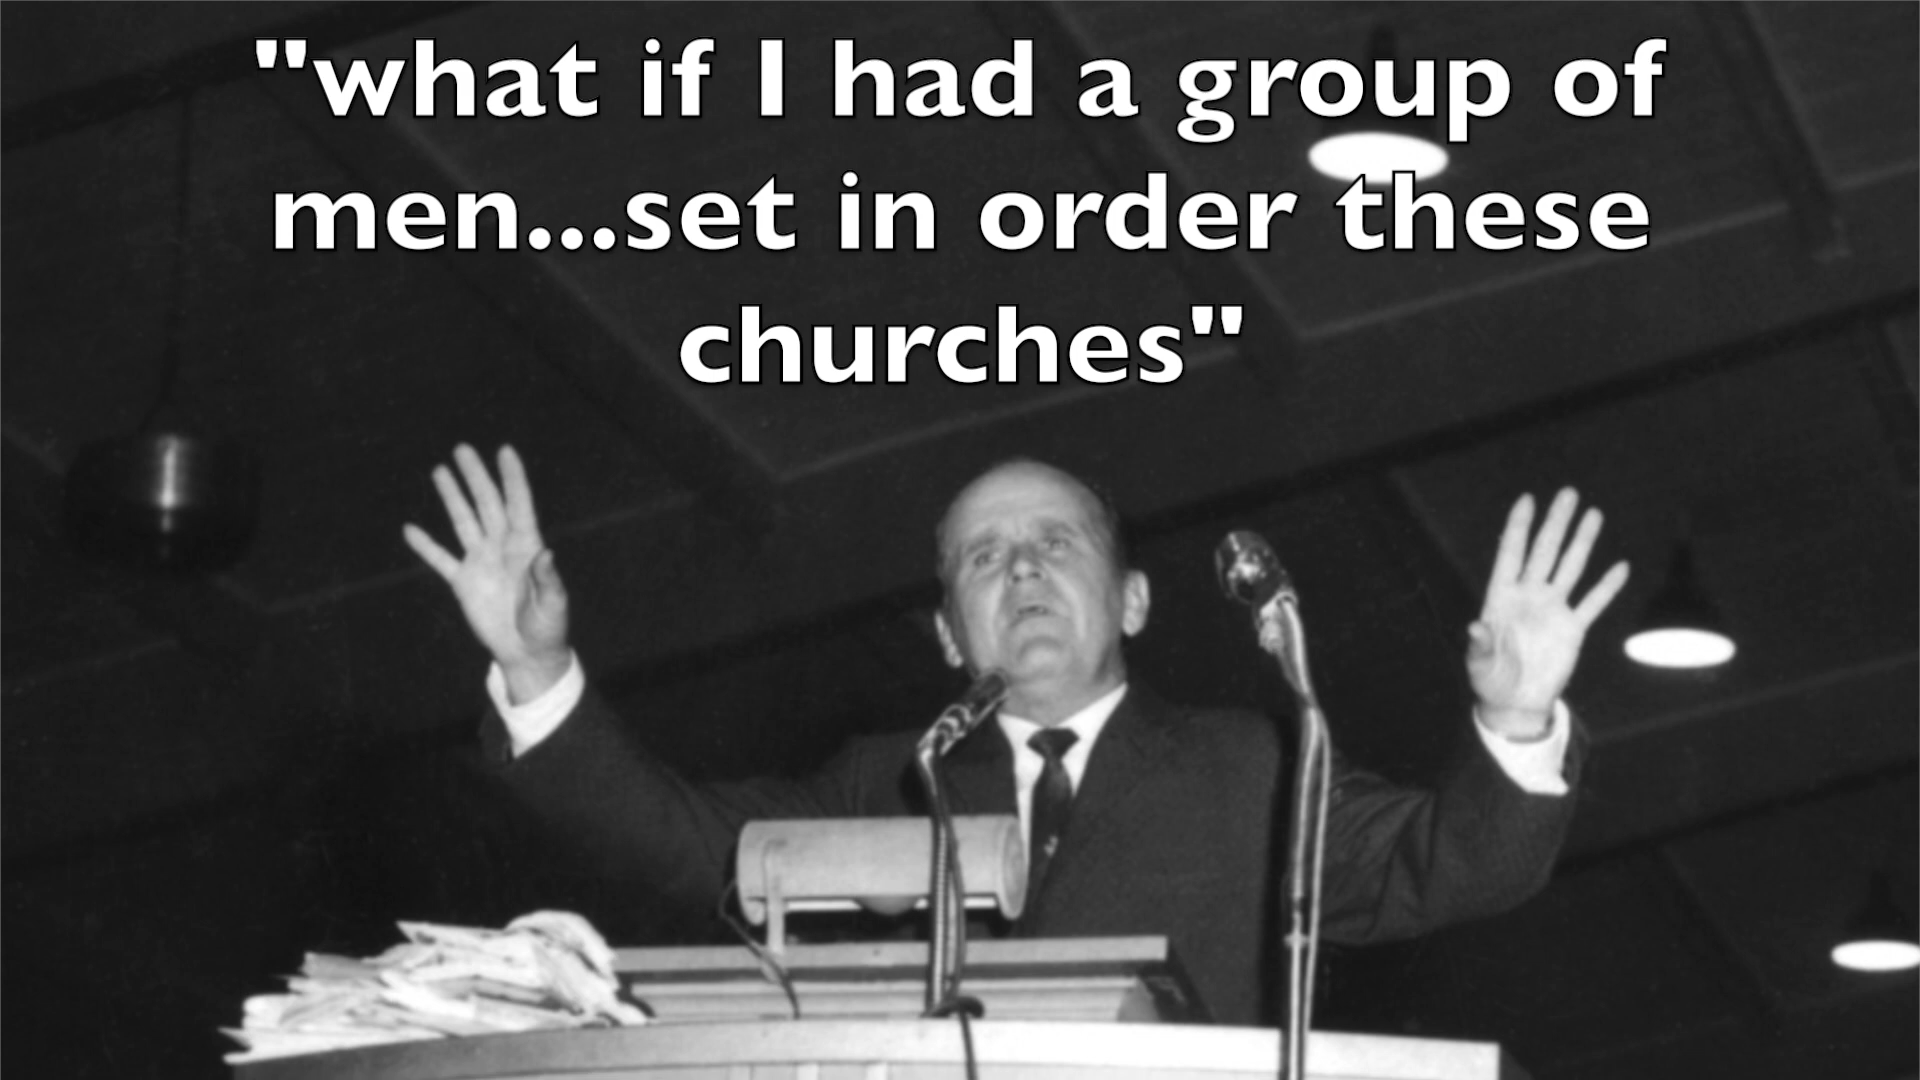 "what if I had a group of
men...set in order these
churches"